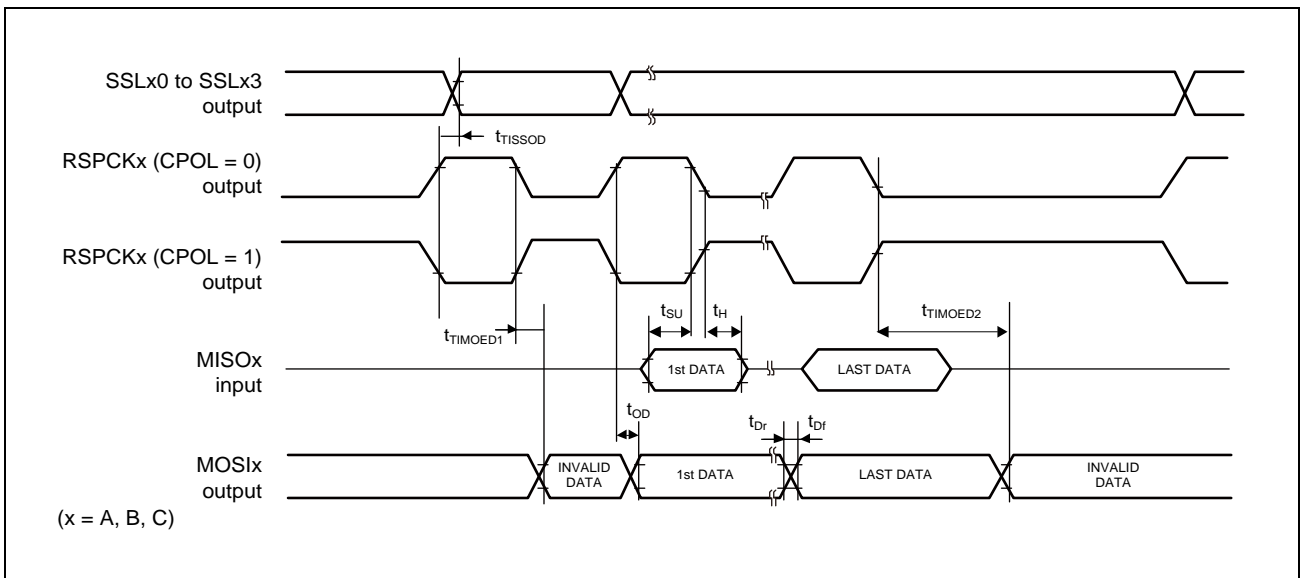 SSLx0 to SSLx3
output
tTISSOD
RSPCKx (CPOL = 0)
output
RSPCKx (CPOL = 1)
output
tSU
tH
tTIMOED2
tTIMOED1
MISOx
input
1st DATA
LAST DATA
tOD
tDr
tDf
MOSIx
output
INVALID
DATA
1st DATA
LAST DATA
INVALID
DATA
(x = A, B, C)